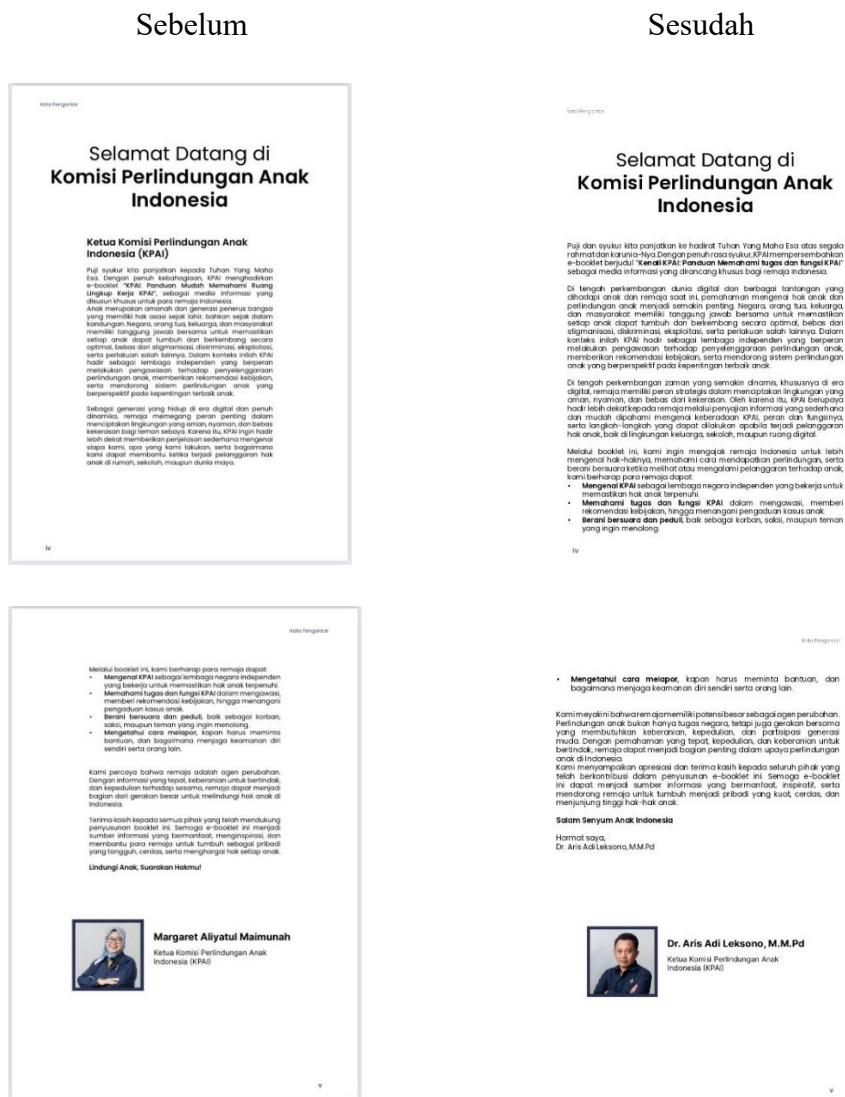 Sebelum
Sesudah
Kata Pengantar
Selamat Datang di
Komisi Perlindungan Anak
Indonesia
Ketua Komisi Perlindungan Anak
Indonesia (KPAI)
Puji syukur kita panjatkan kepada Tuhan Yang Maha
Esa. Dengan penuh kebahagiaan, KPAI menghadirkan
e-booklet "KPAI: Panduan Mudah Memahami Ruang
Lingkup Kerja KPAI", sebagai media informasi yang
disusun khusus untuk para remaja Indonesia.
Anak merupakan amanah dan generasi penerus bangsa
yang memiliki hak asasi sejak lahir, bahkan sejak dalam
kandungan. Negara, orang tua, keluarga, dan masyarakat
memiliki tanggung jawab bersama untuk memastikan
setiap anak dapat tumbuh dan berkembang secara
optimal, bebas dari stigmanisasi, diskriminasi, eksploitasi,
serta perlakuan salah lainnya. Dalam konteks inilah KPAI
hadir sebagai lembaga independen yang berperan
melakukan pengawasan terhadap penyelenggaraan
perlindungan anak, memberikan rekomendasi kebijakan,
serta mendorong sistem perlindungan anak yang
berperspektif pada kepentingan terbaik anak.
Sebagai generasi yang hidup di era digital dan penuh
dinamika, remaja memegang peran penting dalam
menciptakan lingkungan yang aman, nyaman, dan bebas
kekerasan bagi teman sebaya. Karena itu, KPAI ingin hadir
lebih dekat memberikan penjelasan sederhana mengenai
siapa kami, apa yang kami lakukan, serta bagaimana
kami dapat membantu ketika terjadi pelanggaran hak
anak di rumah, sekolah, maupun dunia maya.
iv
Kata Pengantar
Selamat Datang di
Komisi Perlindungan Anak
Indonesia
Puji dan syukur kita panjatkan ke hadirat Tuhan Yang Maha Esa atas segala
rahmat dan karunia-Nya. Dengan penuh rasa syukur, KPAI mempersembahkan
e-booklet berjudul "Kenali KPAI: Panduan Memahami tugas dan fungsi KPAI"
sebagai media informasi yang dirancang khusus bagi remaja Indonesia.
Di tengah perkembangan dunia digital dan berbagai tantangan yang
dihadapi anak dan remaja saat ini, pemahaman mengenai hak anak dan
perlindungan anak menjadi semakin penting. Negara, orang tua, keluarga,
dan masyarakat memiliki tanggung jawab bersama untuk memastikan
setiap anak dapat tumbuh dan berkembang secara optimal, bebas dari
stigmanisasi, diskriminasi, eksploitasi, serta perlakuan salah lainnya. Dalam
konteks inilah KPAI hadir sebagai lembaga independen yang berperan
melakukan pengawasan terhadap penyelenggaraan perlindungan anak,
memberikan rekomendasi kebijakan, serta mendorong sistem perlindungan
anak yang berperspektif pada kepentingan terbaik anak.
Di tengah perkembangan zaman yang semakin dinamis, khususnya di era
digital, remaja memiliki peran strategis dalam menciptakan lingkungan yang
aman, nyaman, dan bebas dari kekerasan. Oleh karena itu, KPAI berupaya
hadir lebih dekat kepada remaja melalui penyajian informasi yang sederhana
dan mudah dipahami mengenai keberadaan KPAI, peran dan fungsinya,
serta langkah-langkah yang dapat dilakukan apabila terjadi pelanggaran
hak anak, baik di lingkungan keluarga, sekolah, maupun ruang digital.
Melalui booklet ini, kami ingin mengajak remaja Indonesia untuk lebih
mengenal hak-haknya, memahami cara mendapatkan perlindungan, serta
berani bersuara ketika melihat atau mengalami pelanggaran terhadap anak,
kami berharap para remaja dapat:
• Mengenal KPAI sebagai lembaga negara independen yang bekerja untuk
memastikan hak anak terpenuhi.
• Memahami tugas dan fungsi KPAI dalam mengawasi, memberi
rekomendasi kebijakan, hingga menangani pengaduan kasus anak.
• Berani bersuara dan peduli, baik sebagai korban, saksi, maupun teman
yang ingin menolong.
iv
Kata Pengantar
Melalui booklet ini, kami berharap para remaja dapat:
• Mengenal KPAI sebagai lembaga negara independen
yang bekerja untuk memastikan hak anak terpenuhi.
• Memahami tugas dan fungsi KPAI dalam mengawasi,
memberi rekomendasi kebijakan, hingga menangani
pengaduan kasus anak.
• Berani bersuara dan peduli, baik sebagai korban,
saksi, maupun teman yang ingin menolong.
• Mengetahui cara melapor, kapan harus meminta
bantuan, dan bagaimana menjaga keamanan diri
sendiri serta orang lain.
Kami percaya bahwa remaja adalah agen perubahan.
Dengan informasi yang tepat, keberanian untuk bertindak,
dan kepedulian terhadap sesama, remaja dapat menjadi
bagian dari gerakan besar untuk melindungi hak anak di
Indonesia.
Terima kasih kepada semua pihak yang telah mendukung
penyusunan booklet ini. Semoga e-booklet ini menjadi
sumber informasi yang bermanfaat, menginspirasi, dan
membantu para remaja untuk tumbuh sebagai pribadi
yang tangguh, cerdas, serta menghargai hak setiap anak.
Lindungi Anak, Suarakan Hakmu!
Margaret Aliyatul Maimunah
Ketua Komisi Perlindungan Anak
Indonesia (KPAI)
v
Kata Pengantar
• Mengetahui cara melapor, kapan harus meminta bantuan, dan
bagaimana menjaga keamanan diri sendiri serta orang lain.
Kami meyakini bahwa remaja memiliki potensi besar sebagai agen perubahan.
Perlindungan anak bukan hanya tugas negara, tetapi juga gerakan bersama
yang membutuhkan keberanian, kepedulian, dan partisipasi generasi
muda. Dengan pemahaman yang tepat, kepedulian, dan keberanian untuk
bertindak, remaja dapat menjadi bagian penting dalam upaya perlindungan
anak di Indonesia.
Kami menyampaikan apresiasi dan terima kasih kepada seluruh pihak yang
telah berkontribusi dalam penyusunan e-booklet ini. Semoga e-booklet
ini dapat menjadi sumber informasi yang bermanfaat, inspiratif, serta
mendorong remaja untuk tumbuh menjadi pribadi yang kuat, cerdas, dan
menjunjung tinggi hak-hak anak.
Salam Senyum Anak Indonesia
Hormat saya,
Dr. Aris Adi Leksono, M.M.Pd
Dr. Aris Adi Leksono, M.M.Pd
Ketua Komisi Perlindungan Anak
Indonesia (KPAI)
v